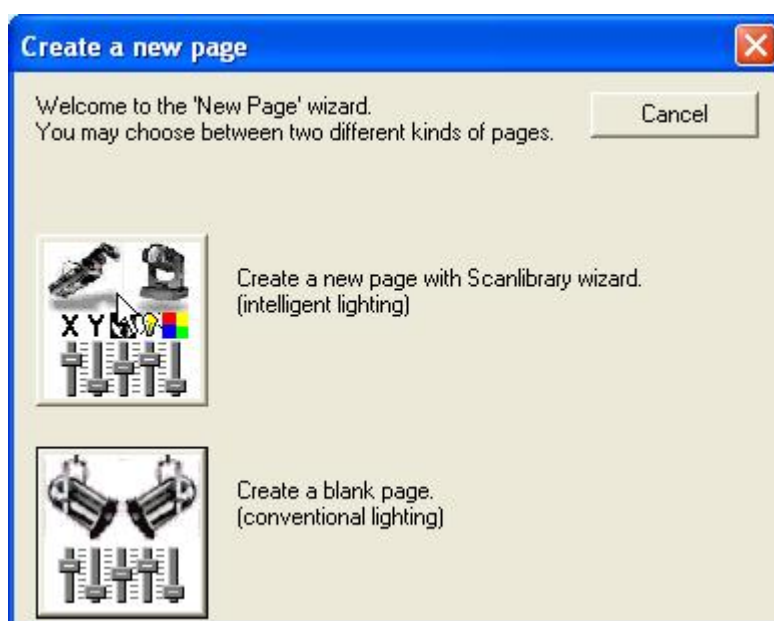 Create a new page
Welcome to the 'New Page' wizard.
You may choose between two different kinds of pages.
Cancel
Create a new page with Scanlibrary wizard.
(intelligent lighting)
X Y
Create a blank page.
(conventional lighting)